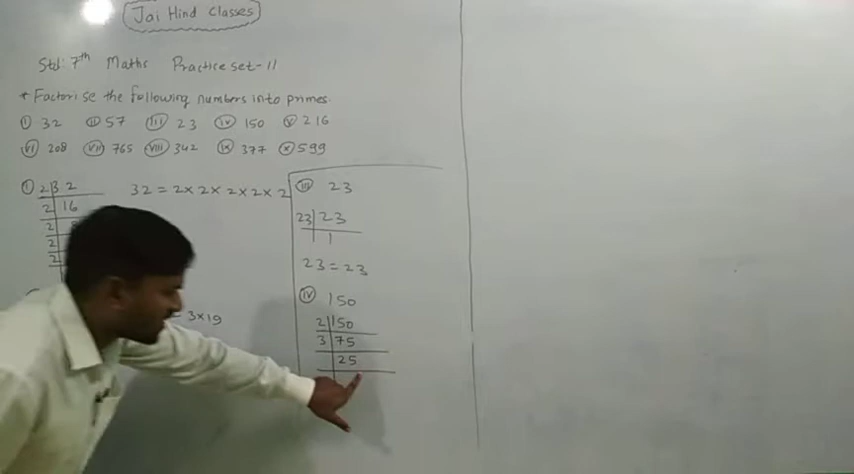 Jai Hind Classes
Std: 7th Maths Practice set-11
* Factorise the following numbers into primes.
(i) 32 (ii) 57 (iii) 23 (iv) 150 (v) 216
(vi) 208 (vii) 765 (viii) 342 (ix) 377 (x) 599
(i) 2 | 32
2 | 16
2
2
2
32 = 2 x 2 x 2 x 2 x 2
= 3 x 19
(iii) 23
23 | 23
1
23 = 23
(iv) 150
2 | 150
3 | 75
25